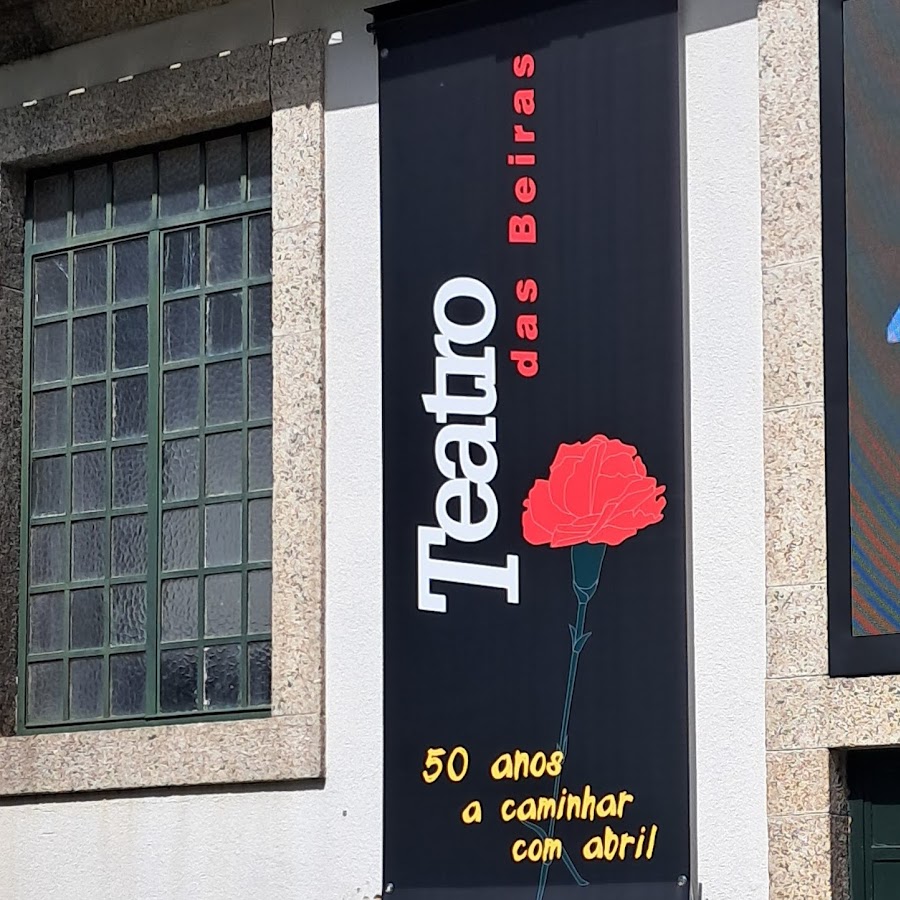 Teatro
das Beiras
50 anos
a caminhar
com abril